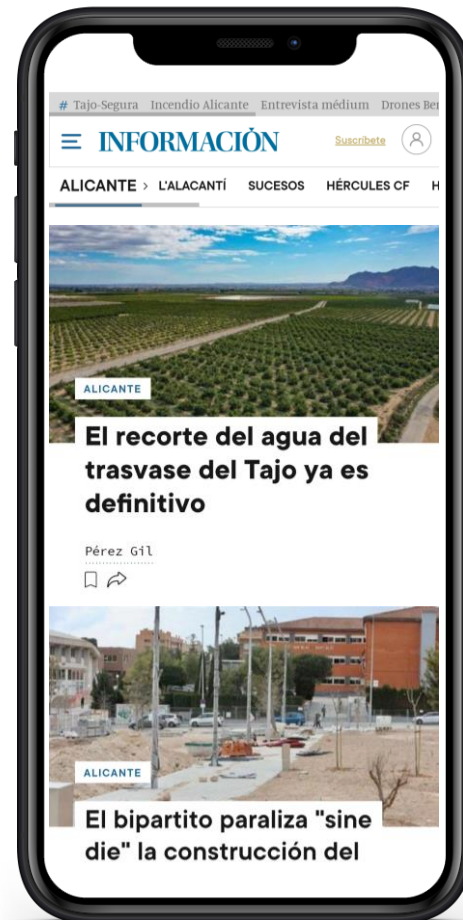 # Tajo-Segura Incendio Alicante Entrevista médium Drones Ber
INFORMACIÓN Suscríbete
ALICANTE > L'ALACANTÍ SUCESOS HÉRCULES CF H
ALICANTE
El recorte del agua del
trasvase del Tajo ya es
definitivo
Pérez Gil
ALICANTE
El bipartito paraliza "sine
die" la construcción del